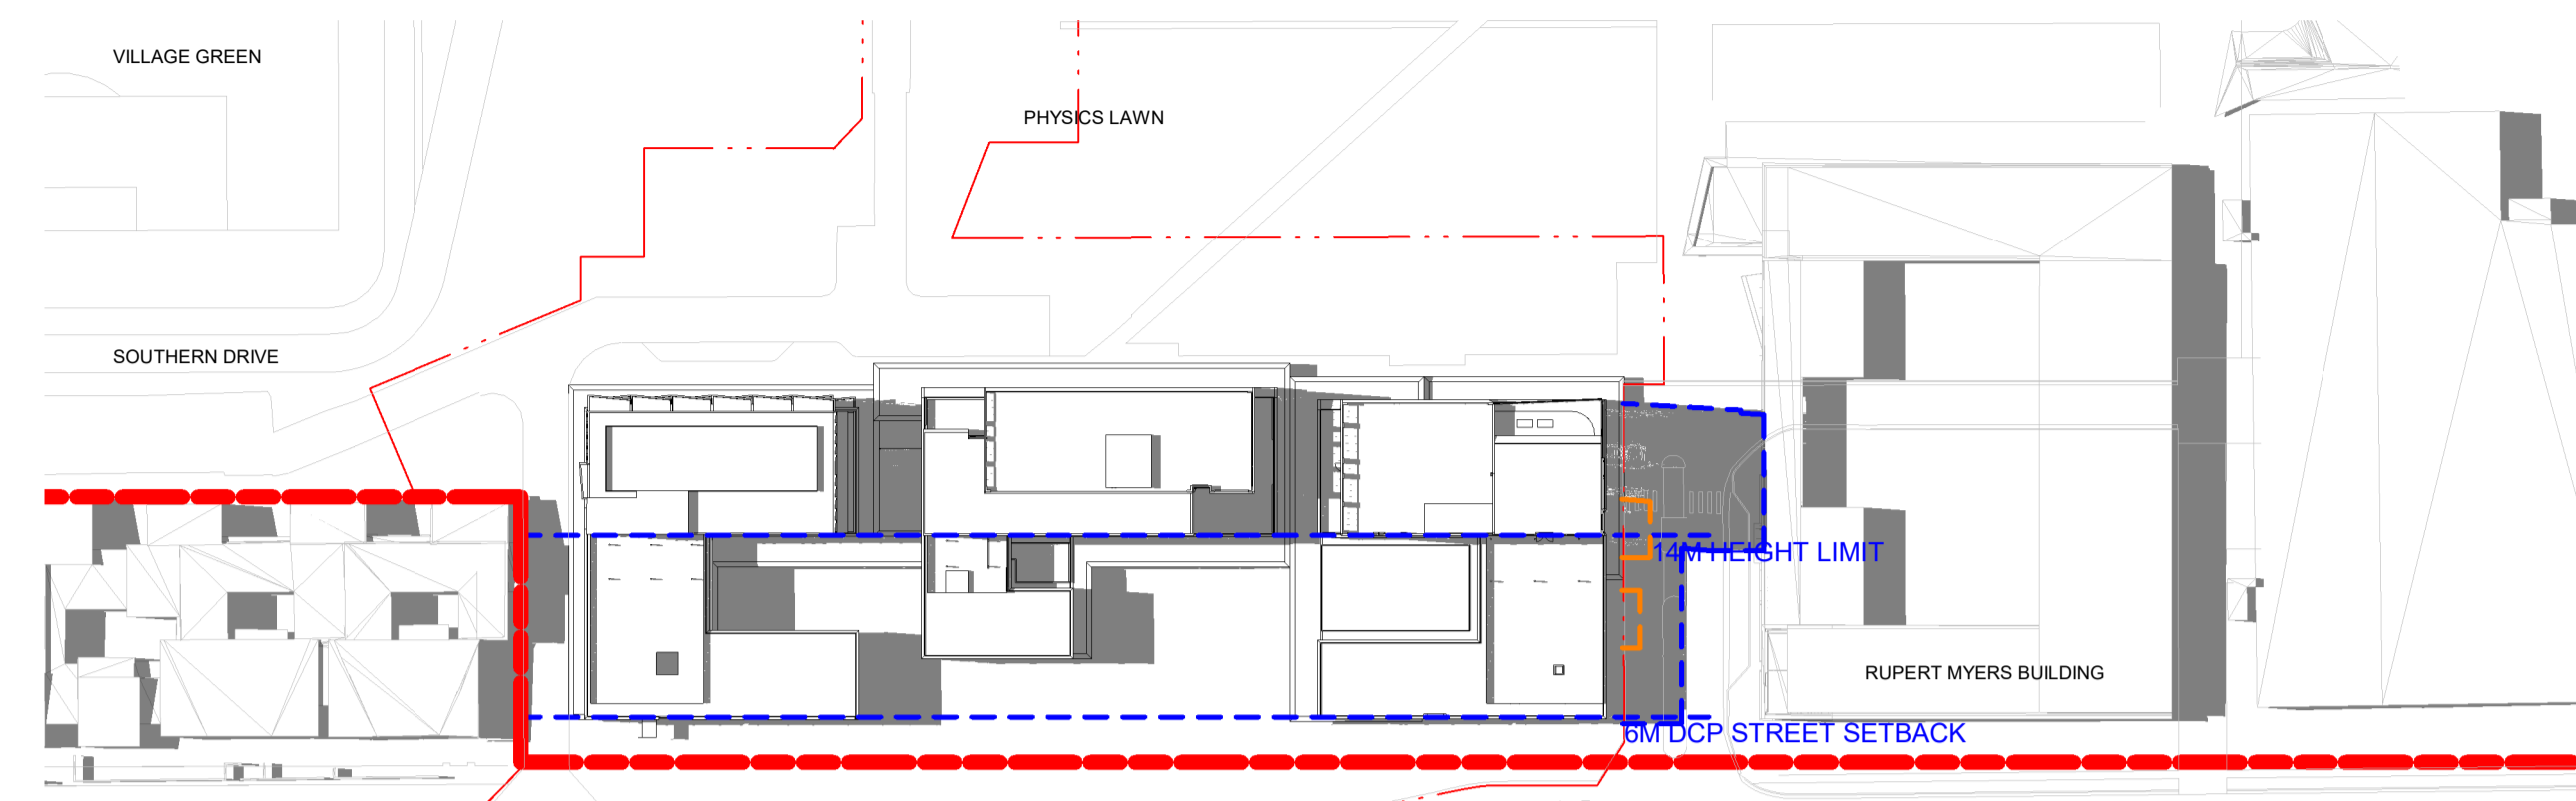 VILLAGE GREEN
PHYSICS LAWN
SOUTHERN DRIVE
14M HEIGHT LIMIT
RUPERT MYERS BUILDING
6M DCP STREET SETBACK